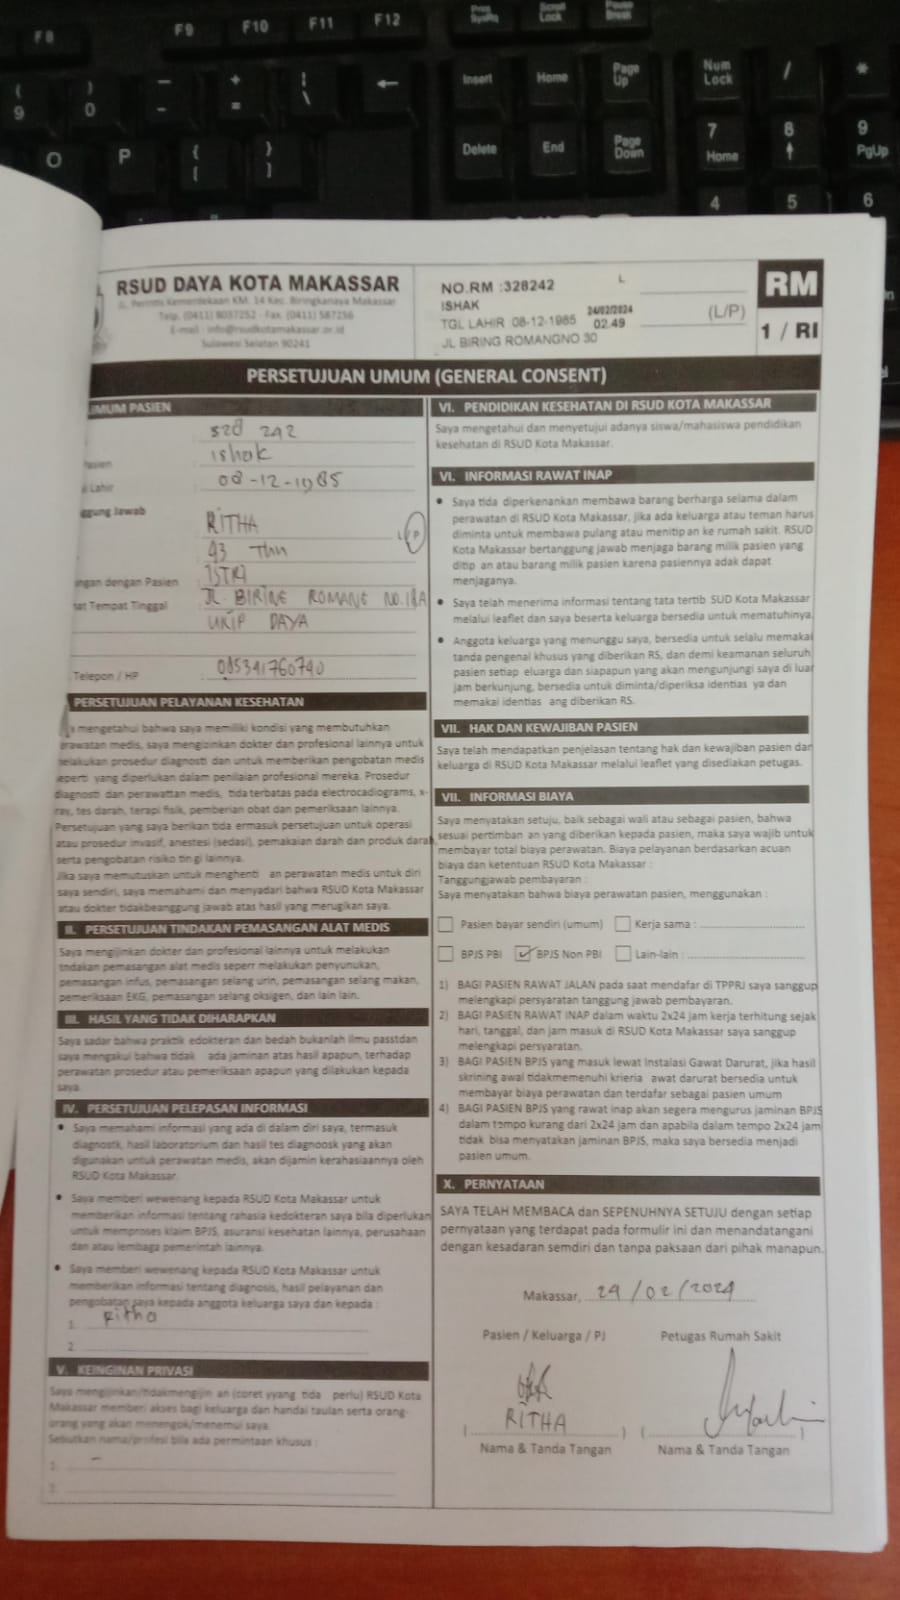 F8 F9 F10 F11 F12 Print SysRq Scroll Lock Pause Break
( 9 ) 0 _ - + = | \ ← Insert Home Page Up Num Lock / *
O P { [ } ] Delete End Page Down 7 Home 8 ↑ 9 PgUp
4 5 6
RSUD DAYA KOTA MAKASSAR
JL. Perintis Kemerdekaan KM. 14 Kec. Biringkanaya Makassar
Telp. (0411) 8037252 - Fax. (0411) 587256
E-mail : info@rsudkotamakassar.or.id
Sulawesi Selatan 90241
NO.RM :328242 L
ISHAK 24/02/2024
TGL LAHIR :08-12-1985 02.49 (L/P)
JL BIRING ROMANGNO 30
RM
1 / RI
PERSETUJUAN UMUM (GENERAL CONSENT)
UMUM PASIEN
328 242
asien ishak
Lahir 08-12-1985
ggung Jawab
RITHA
L/P
43 Thn
ngan dengan Pasien ISTRI
at Tempat Tinggal JL. BIRINE ROMANE NO.18A
URIP DAYA
Telepon / HP 085341760740
PERSETUJUAN PELAYANAN KESEHATAN
mengetahui bahwa saya memiliki kondisi yang membutuhkan
erawatan medis, saya mengizinkan dokter dan profesional lainnya untuk
melakukan prosedur diagnosti dan untuk memberikan pengobatan medis
eperti yang diperlukan dalam penilaian profesional mereka. Prosedur
diagnosti dan perawattan medis, tida terbatas pada electrocadiograms, x-
ray, tes darah, terapi fisik, pemberian obat dan pemeriksaan lainnya.
Persetujuan yang saya berikan tida ermasuk persetujuan untuk operasi
atau prosedur invasif, anestesi (sedasi), pemakaian darah dan produk darah
serta pengobatan risiko tin gi lainnya.
Jika saya memutuskan untuk menghenti an perawatan medis untuk diri
saya sendiri, saya memahami dan menyadari bahwa RSUD Kota Makassar
atau dokter tidakbeanggung jawab atas hasil yang merugikan saya.
II. PERSETUJUAN TINDAKAN PEMASANGAN ALAT MEDIS
Saya mengijinkan dokter dan profesional lainnya untuk melakukan
tndakan pemasangan alat medis seperr melakukan penyunukan,
pemasangan infus, pemasangan selang urin, pemasangan selang makan,
pemeriksaan EKG, pemasangan selang oksigen, dan lain lain.
III. HASIL YANG TIDAK DIHARAPKAN
Saya sadar bahwa praktik edokteran dan bedah bukanlah ilmu passtdan
saya mengakui bahwa tidak ada jaminan atas hasil apapun, terhadap
perawatan prosedur atau pemeriksaan apapun yang dilakukan kepada
saya.
IV. PERSETUJUAN PELEPASAN INFORMASI
• Saya memahami informasi yang ada di dalam diri saya, termasuk
diagnostk, hasil laboratorium dan hasil tes diagnoosk yang akan
digunakan untuk perawatan medis, akan dijamin kerahasiaannya oleh
RSUD Kota Makassar.
• Saya memberi wewenang kepada RSUD Kota Makassar untuk
memberikan informasi tentang rahasia kedokteran saya bila diperlukan
untuk memproses klaim BPJS, asuransi kesehatan lainnya, perusahaan
dan atau lembaga pemerintah lainnya.
• Saya memberi wewenang kepada RSUD Kota Makassar untuk
memberikan informasi tentang diagnosis, hasil pelayanan dan
pengobatan saya kepada anggota keluarga saya dan kepada :
1. Ritha
2.
V. KEINGINAN PRIVASI
Saya mengijinkan/tidakmengijin an (coret yyang tida perlu) RSUD Kota
Makassar memberi akses bagi keluarga dan handai taulan serta orang-
orang yang akan menengok/menemui saya.
Sebutkan nama/profesi bila ada permintaan khusus :
1. -
2.
VI. PENDIDIKAN KESEHATAN DI RSUD KOTA MAKASSAR
Saya mengetahui dan menyetujui adanya siswa/mahasiswa pendidikan
kesehatan di RSUD Kota Makassar.
VI. INFORMASI RAWAT INAP
• Saya tida diperkenankan membawa barang berharga selama dalam
perawatan di RSUD Kota Makassar, jika ada keluarga atau teman harus
diminta untuk membawa pulang atau menitip an ke rumah sakit. RSUD
Kota Makassar bertanggung jawab menjaga barang milik pasien yang
ditip an atau barang milik pasien karena pasiennya adak dapat
menjaganya.
• Saya telah menerima informasi tentang tata tertib SUD Kota Makassar
melalui leaflet dan saya beserta keluarga bersedia untuk mematuhinya.
• Anggota keluarga yang menunggu saya, bersedia untuk selalu memakai
tanda pengenal khusus yang diberikan RS, dan demi keamanan seluruh
pasien setiap eluarga dan siapapun yang akan mengunjungi saya di luar
jam berkunjung, bersedia untuk diminta/diperiksa identias ya dan
memakai identias ang diberikan RS.
VII. HAK DAN KEWAJIBAN PASIEN
Saya telah mendapatkan penjelasan tentang hak dan kewajiban pasien dan
keluarga di RSUD Kota Makassar melalui leaflet yang disediakan petugas.
VII. INFORMASI BIAYA
Saya menyatakan setuju, baik sebagai wali atau sebagai pasien, bahwa
sesuai pertimban an yang diberikan kepada pasien, maka saya wajib untuk
membayar total biaya perawatan. Biaya pelayanan berdasarkan acuan
biaya dan ketentuan RSUD Kota Makassar :
Tanggungjawab pembayaran :
Saya menyatakan bahwa biaya perawatan pasien, menggunakan :
☐ Pasien bayar sendiri (umum) ☐ Kerja sama :
☐ BPJS PBI ☑ BPJS Non PBI ☐ Lain-lain :
1) BAGI PASIEN RAWAT JALAN pada saat mendafar di TPPRJ saya sanggup
melengkapi persyaratan tanggung jawab pembayaran.
2) BAGI PASIEN RAWAT INAP dalam waktu 2x24 jam kerja terhitung sejak
hari, tanggal, dan jam masuk di RSUD Kota Makassar saya sanggup
melengkapi persyaratan.
3) BAGI PASIEN BPJS yang masuk lewat Instalasi Gawat Darurat, jika hasil
skrining awal tidakmemenuhi krieria awat darurat bersedia untuk
membayar biaya perawatan dan terdafar sebagai pasien umum
4) BAGI PASIEN BPJS yang rawat inap akan segera mengurus jaminan BPJS
dalam tempo kurang dari 2x24 jam dan apabila dalam tempo 2x24 jam
tidak bisa menyatakan jaminan BPJS, maka saya bersedia menjadi
pasien umum.
X. PERNYATAAN
SAYA TELAH MEMBACA dan SEPENUHNYA SETUJU dengan setiap
pernyataan yang terdapat pada formulir ini dan menandatangani
dengan kesadaran semdiri dan tanpa paksaan dari pihak manapun.
Makassar, 24/02/2024
Pasien / Keluarga / PJ Petugas Rumah Sakit
( RITHA ) ( )
Nama & Tanda Tangan Nama & Tanda Tangan